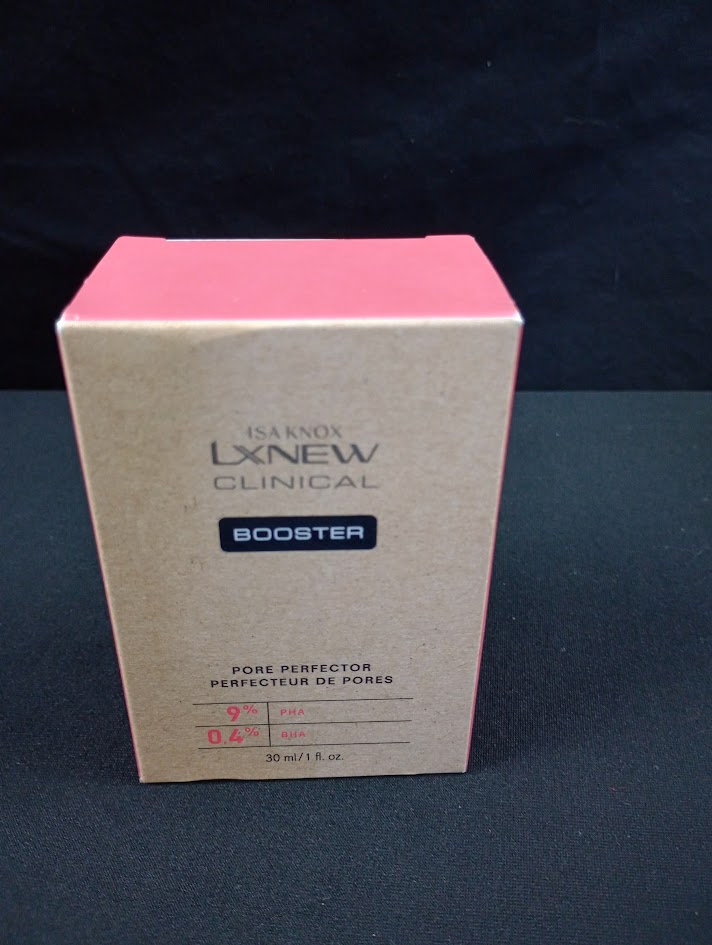 ISA KNOX
LXNEW
CLINICAL
BOOSTER
PORE PERFECTOR
PERFECTEUR DE PORES
9% PHA
0.4% BHA
30 ml/1 fl. oz.